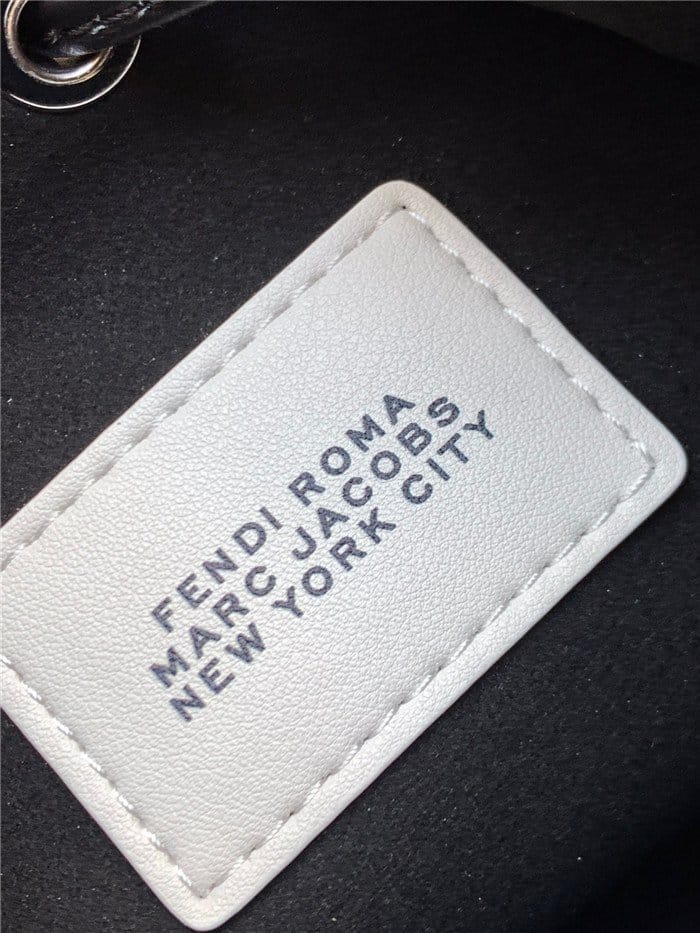 FENDI ROMA
MARC JACOBS
NEW YORK CITY